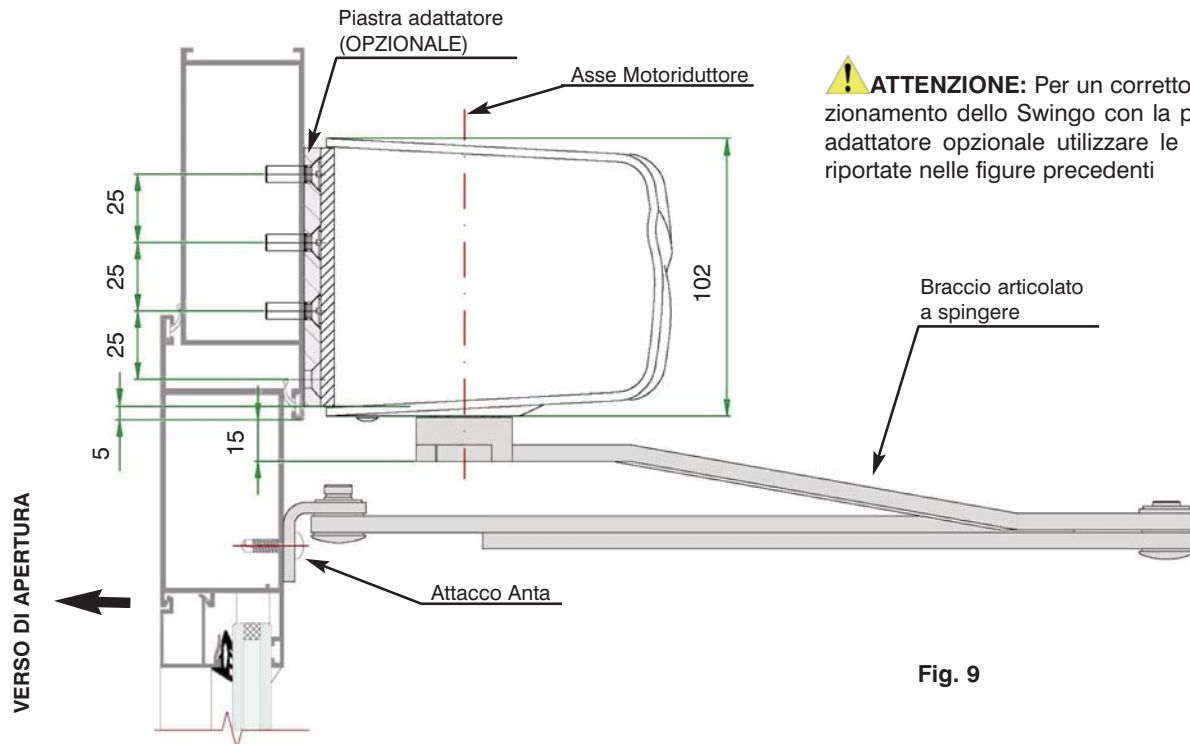 Piastra adattatore
(OPZIONALE)
Asse Motoriduttore
ATTENZIONE: Per un corretto
zionamento dello Swingo con la p
adattatore opzionale utilizzare le
riportate nelle figure precedenti
25
25
25
5
15
102
Braccio articolato
a spingere
Attacco Anta
VERSO DI APERTURA
Fig. 9